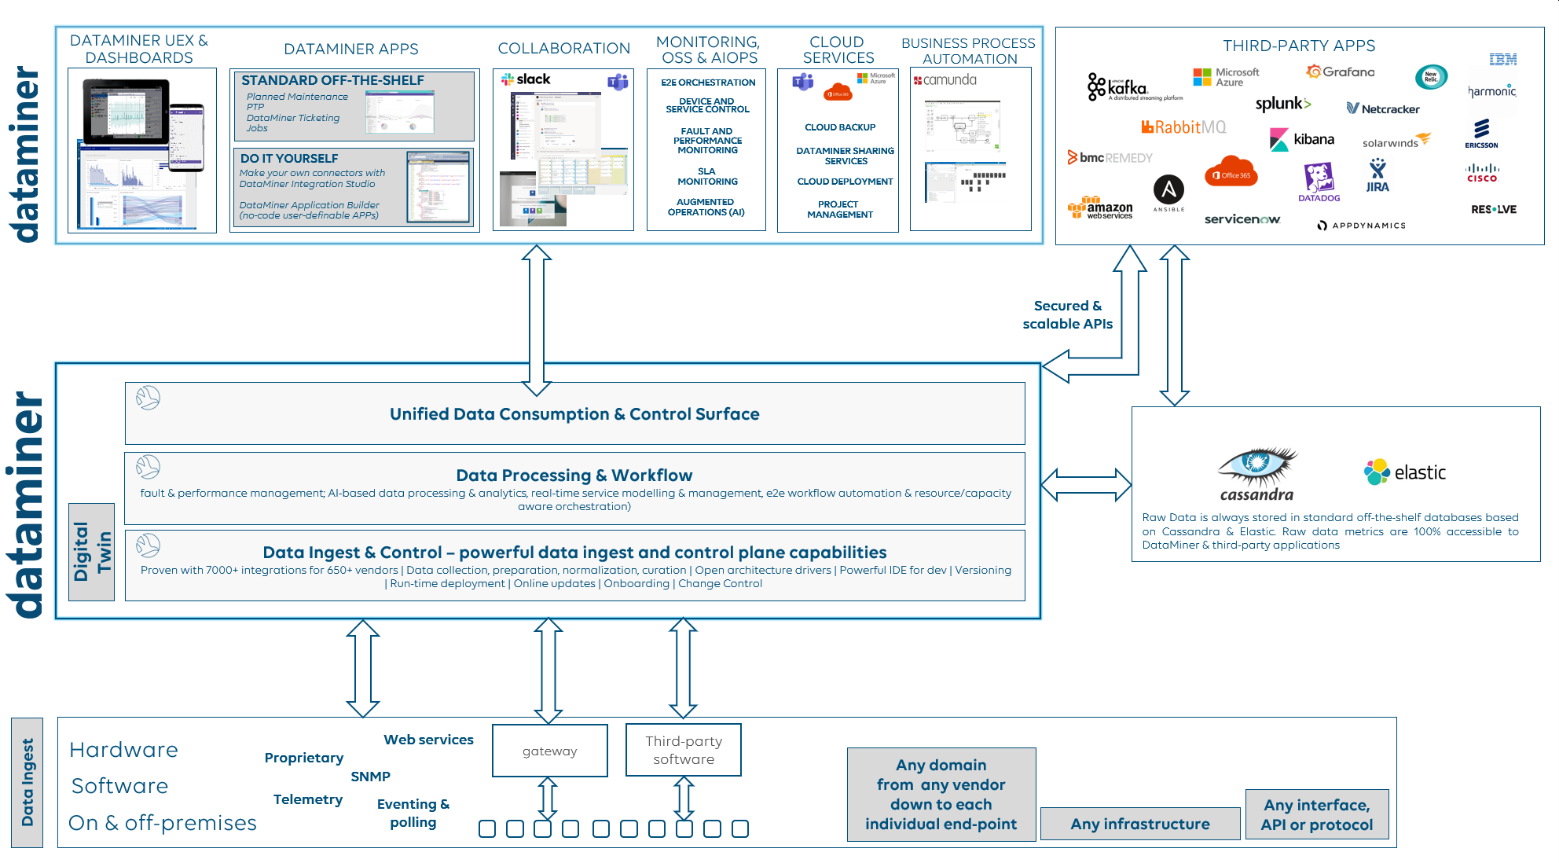 dataminer
DATAMINER UEX &
DASHBOARDS
DATAMINER APPS
STANDARD OFF-THE-SHELF
Planned Maintenance
PTP
DataMiner Ticketing
Jobs
DO IT YOURSELF
Make your own connectors with
DataMiner Integration Studio
DataMiner Application Builder
(no-code user-definable APPs)
COLLABORATION
slack
MONITORING,
OSS & AIOPS
E2E ORCHESTRATION
DEVICE AND
SERVICE CONTROL
FAULT AND
PERFORMANCE
MONITORING
SLA
MONITORING
AUGMENTED
OPERATIONS (AI)
CLOUD
SERVICES
Microsoft
Azure
Office 365
CLOUD BACKUP
DATAMINER SHARING
SERVICES
CLOUD DEPLOYMENT
PROJECT
MANAGEMENT
BUSINESS PROCESS
AUTOMATION
camunda
THIRD-PARTY APPS
APACHE
kafka.
A distributed streaming platform
Microsoft
Azure
Grafana
New
Relic.
IBM
harmonic
splunk>
Netcracker
RabbitMQ
kibana
solarwinds
ERICSSON
bmc REMEDY
Office 365
DATADOG
JIRA
CISCO
amazon
web services
ANSIBLE
servicenow
APPDYNAMICS
RESOLVE
Secured &
scalable APIs
dataminer
Digital
Twin
Unified Data Consumption & Control Surface
Data Processing & Workflow
fault & performance management; AI-based data processing & analytics, real-time service modelling & management, e2e workflow automation & resource/capacity
aware orchestration)
Data Ingest & Control – powerful data ingest and control plane capabilities
Proven with 7000+ integrations for 650+ vendors | Data collection, preparation, normalization, curation | Open architecture drivers | Powerful IDE for dev | Versioning
| Run-time deployment | Online updates | Onboarding | Change Control
cassandra
elastic
Raw Data is always stored in standard off-the-shelf databases based
on Cassandra & Elastic. Raw data metrics are 100% accessible to
DataMiner & third-party applications
Data Ingest
Hardware
Software
On & off-premises
Web services
Proprietary
SNMP
Telemetry
Eventing &
polling
gateway
Third-party
software
Any domain
from any vendor
down to each
individual end-point
Any infrastructure
Any interface,
API or protocol